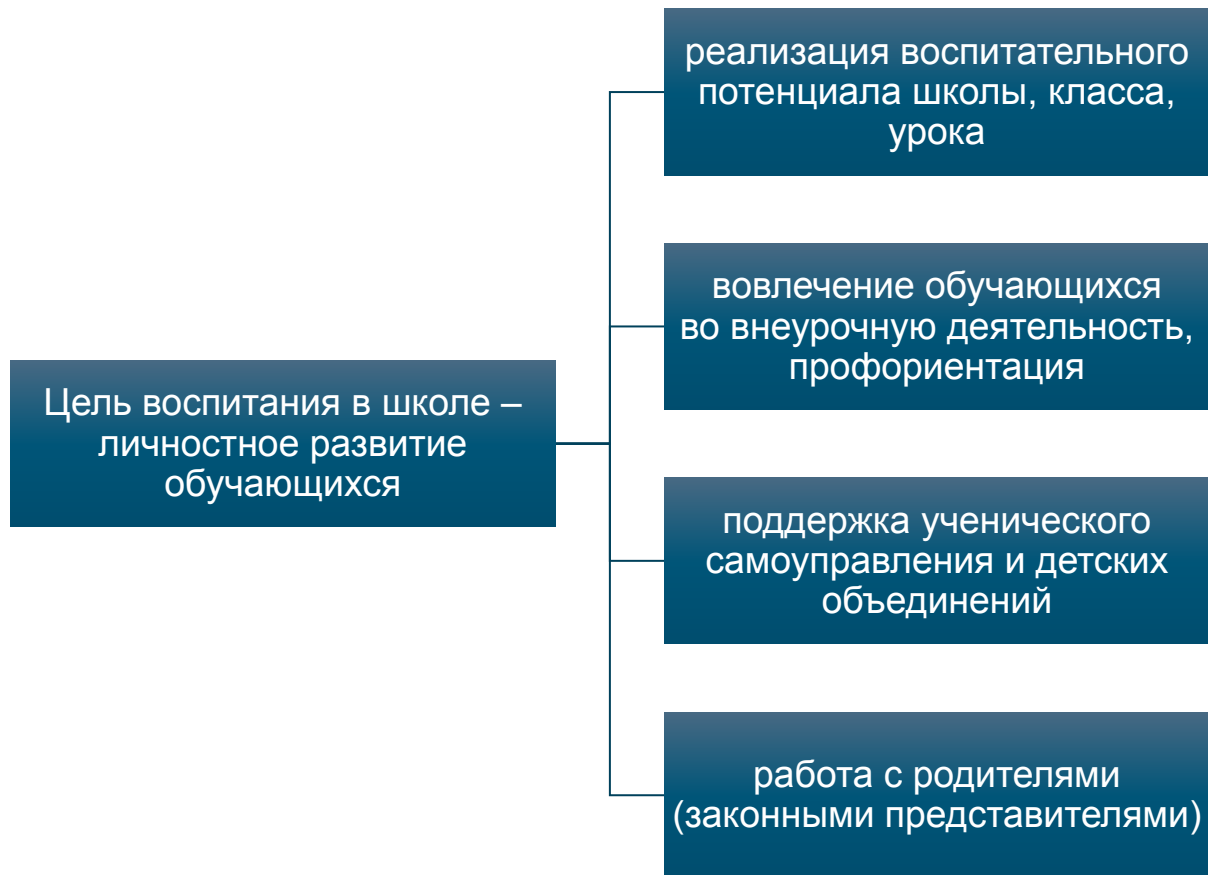 Цель воспитания в школе –
личностное развитие
обучающихся
реализация воспитательного
потенциала школы, класса,
урока
вовлечение обучающихся
во внеурочную деятельность,
профориентация
поддержка ученического
самоуправления и детских
объединений
работа с родителями
(законными представителями)